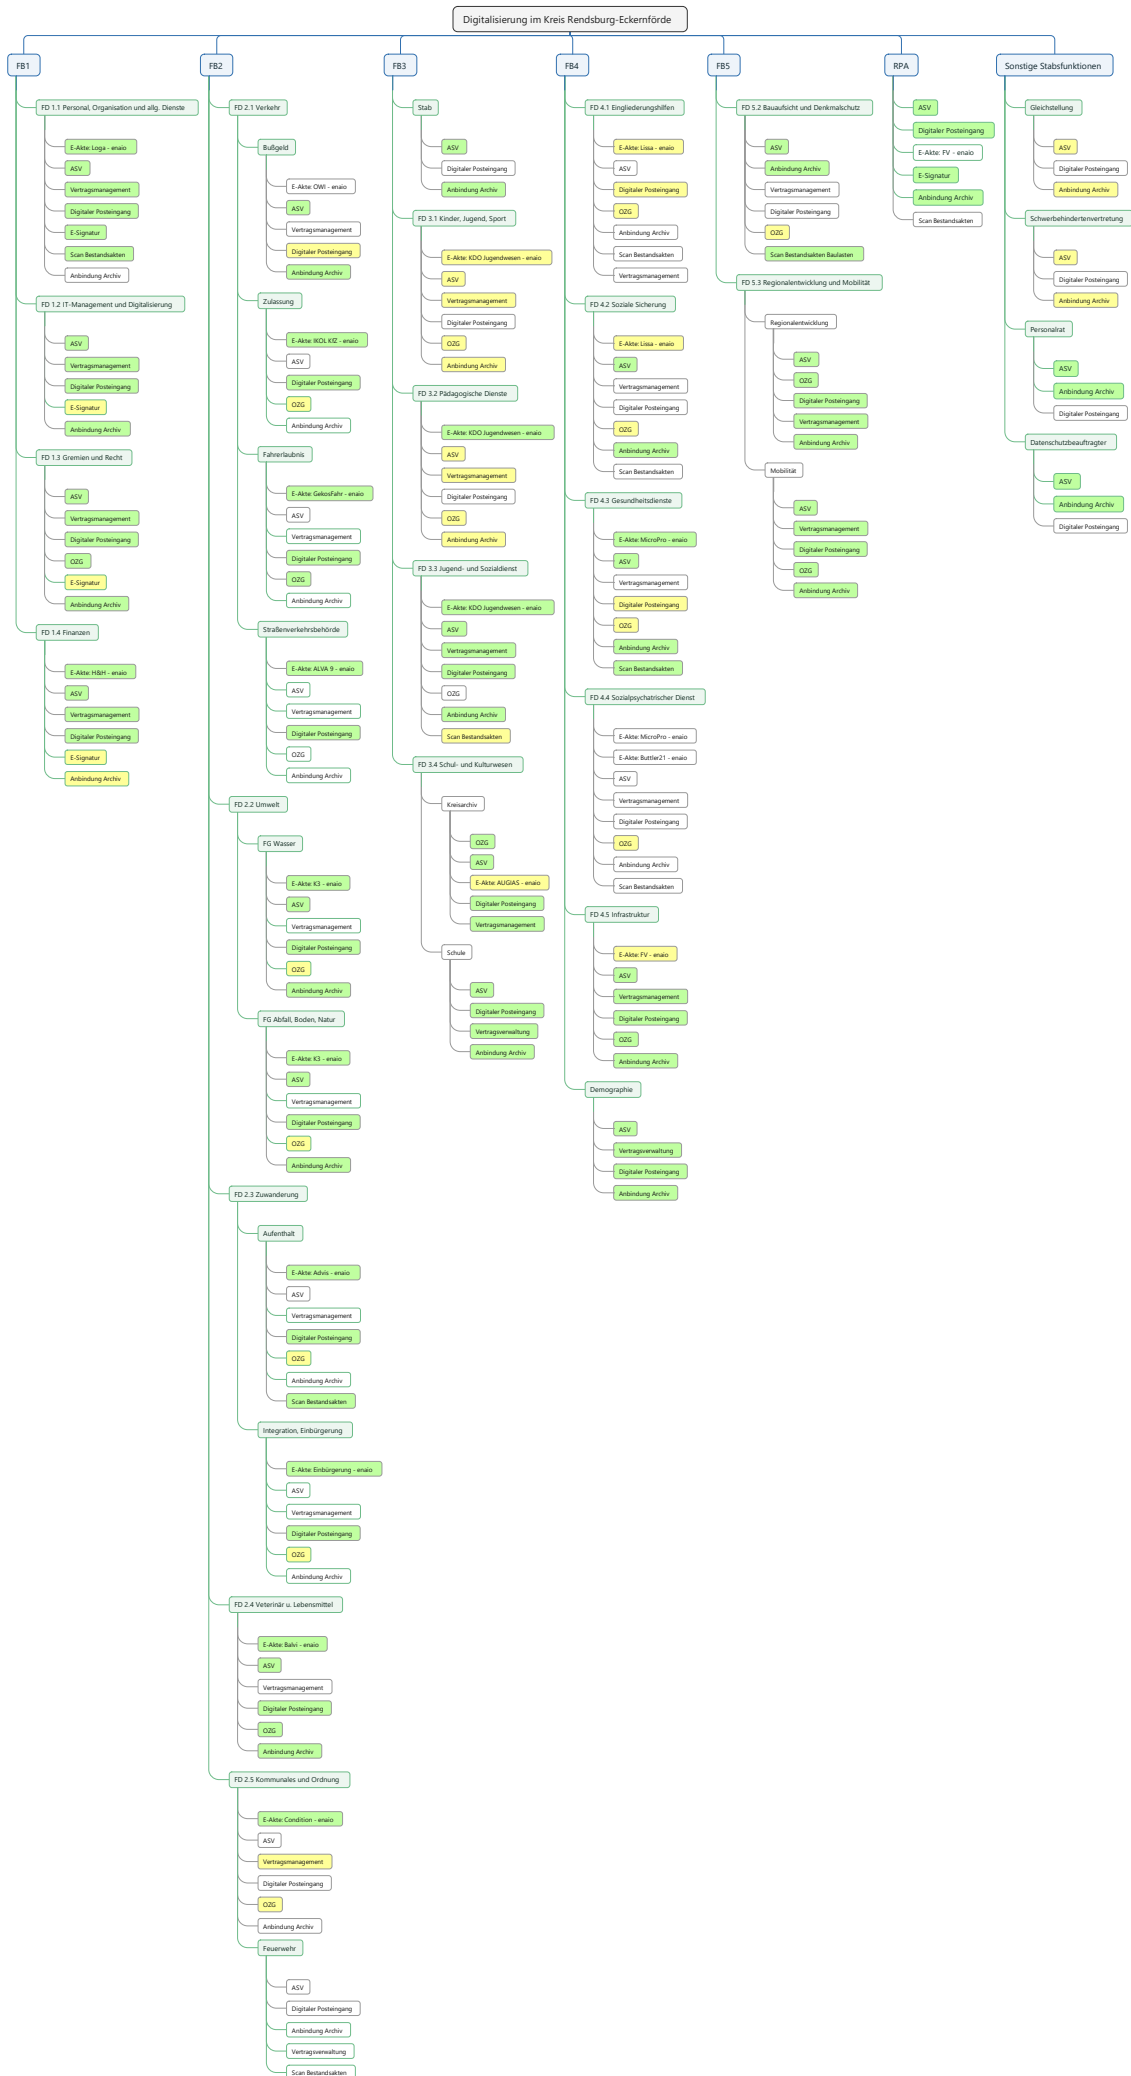 Digitalisierung im Kreis Rendsburg-Eckernförde
FB1
FD 1.1 Personal, Organisation und allg. Dienste
E-Akte: Loga - enaio
ASV
Vertragsmanagement
Digitaler Posteingang
E-Signatur
Scan Bestandsakten
Anbindung Archiv
FD 1.2 IT-Management und Digitalisierung
ASV
Vertragsmanagement
Digitaler Posteingang
E-Signatur
Anbindung Archiv
FD 1.3 Gremien und Recht
ASV
Vertragsmanagement
Digitaler Posteingang
OZG
E-Signatur
Anbindung Archiv
FD 1.4 Finanzen
E-Akte: H&H - enaio
ASV
Vertragsmanagement
Digitaler Posteingang
E-Signatur
Anbindung Archiv
FB2
FD 2.1 Verkehr
Bußgeld
E-Akte: OWI - enaio
ASV
Vertragsmanagement
Digitaler Posteingang
Anbindung Archiv
Zulassung
E-Akte: IKOL KfZ - enaio
ASV
Digitaler Posteingang
OZG
Anbindung Archiv
Fahrerlaubnis
E-Akte: GekosFahr - enaio
ASV
Vertragsmanagement
Digitaler Posteingang
OZG
Anbindung Archiv
Straßenverkehrsbehörde
E-Akte: ALVA 9 - enaio
ASV
Vertragsmanagement
Digitaler Posteingang
OZG
Anbindung Archiv
FD 2.2 Umwelt
FG Wasser
E-Akte: K3 - enaio
ASV
Vertragsmanagement
Digitaler Posteingang
OZG
Anbindung Archiv
FG Abfall, Boden, Natur
E-Akte: K3 - enaio
ASV
Vertragsmanagement
Digitaler Posteingang
OZG
Anbindung Archiv
FD 2.3 Zuwanderung
Aufenthalt
E-Akte: Advis - enaio
ASV
Vertragsmanagement
Digitaler Posteingang
OZG
Anbindung Archiv
Scan Bestandsakten
Integration, Einbürgerung
E-Akte: Einbürgerung - enaio
ASV
Vertragsmanagement
Digitaler Posteingang
OZG
Anbindung Archiv
FD 2.4 Veterinär u. Lebensmittel
E-Akte: Balvi - enaio
ASV
Vertragsmanagement
Digitaler Posteingang
OZG
Anbindung Archiv
FD 2.5 Kommunales und Ordnung
E-Akte: Condition - enaio
ASV
Vertragsmanagement
Digitaler Posteingang
OZG
Anbindung Archiv
Feuerwehr
ASV
Digitaler Posteingang
Anbindung Archiv
Vertragsverwaltung
Scan Bestandsakten
FB3
Stab
ASV
Digitaler Posteingang
Anbindung Archiv
FD 3.1 Kinder, Jugend, Sport
E-Akte: KDO Jugendwesen - enaio
ASV
Vertragsmanagement
Digitaler Posteingang
OZG
Anbindung Archiv
FD 3.2 Pädagogische Dienste
E-Akte: KDO Jugendwesen - enaio
ASV
Vertragsmanagement
Digitaler Posteingang
OZG
Anbindung Archiv
FD 3.3 Jugend- und Sozialdienst
E-Akte: KDO Jugendwesen - enaio
ASV
Vertragsmanagement
Digitaler Posteingang
OZG
Anbindung Archiv
Scan Bestandsakten
FD 3.4 Schul- und Kulturwesen
Kreisarchiv
OZG
ASV
E-Akte: AUGIAS - enaio
Digitaler Posteingang
Vertragsmanagement
Schule
ASV
Digitaler Posteingang
Vertragsverwaltung
Anbindung Archiv
FB4
FD 4.1 Eingliederungshilfen
E-Akte: Lissa - enaio
ASV
Digitaler Posteingang
OZG
Anbindung Archiv
Scan Bestandsakten
Vertragsmanagement
FD 4.2 Soziale Sicherung
E-Akte: Lissa - enaio
ASV
Vertragsmanagement
Digitaler Posteingang
OZG
Anbindung Archiv
Scan Bestandsakten
FD 4.3 Gesundheitsdienste
E-Akte: MicroPro - enaio
ASV
Vertragsmanagement
Digitaler Posteingang
OZG
Anbindung Archiv
Scan Bestandsakten
FD 4.4 Sozialpsychatrischer Dienst
E-Akte: MicroPro - enaio
E-Akte: Buttler21 - enaio
ASV
Vertragsmanagement
Digitaler Posteingang
OZG
Anbindung Archiv
Scan Bestandsakten
FD 4.5 Infrastruktur
E-Akte: FV - enaio
ASV
Vertragsmanagement
Digitaler Posteingang
OZG
Anbindung Archiv
Demographie
ASV
Vertragsverwaltung
Digitaler Posteingang
Anbindung Archiv
FB5
FD 5.2 Bauaufsicht und Denkmalschutz
ASV
Anbindung Archiv
Vertragsmanagement
Digitaler Posteingang
OZG
Scan Bestandsakten Baulasten
FD 5.3 Regionalentwicklung und Mobilität
Regionalentwicklung
ASV
OZG
Digitaler Posteingang
Vertragsmanagement
Anbindung Archiv
Mobilität
ASV
Vertragsmanagement
Digitaler Posteingang
OZG
Anbindung Archiv
RPA
ASV
Digitaler Posteingang
E-Akte: FV - enaio
E-Signatur
Anbindung Archiv
Scan Bestandsakten
Sonstige Stabsfunktionen
Gleichstellung
ASV
Digitaler Posteingang
Anbindung Archiv
Schwerbehindertenvertretung
ASV
Digitaler Posteingang
Anbindung Archiv
Personalrat
ASV
Anbindung Archiv
Digitaler Posteingang
Datenschutzbeauftragter
ASV
Anbindung Archiv
Digitaler Posteingang